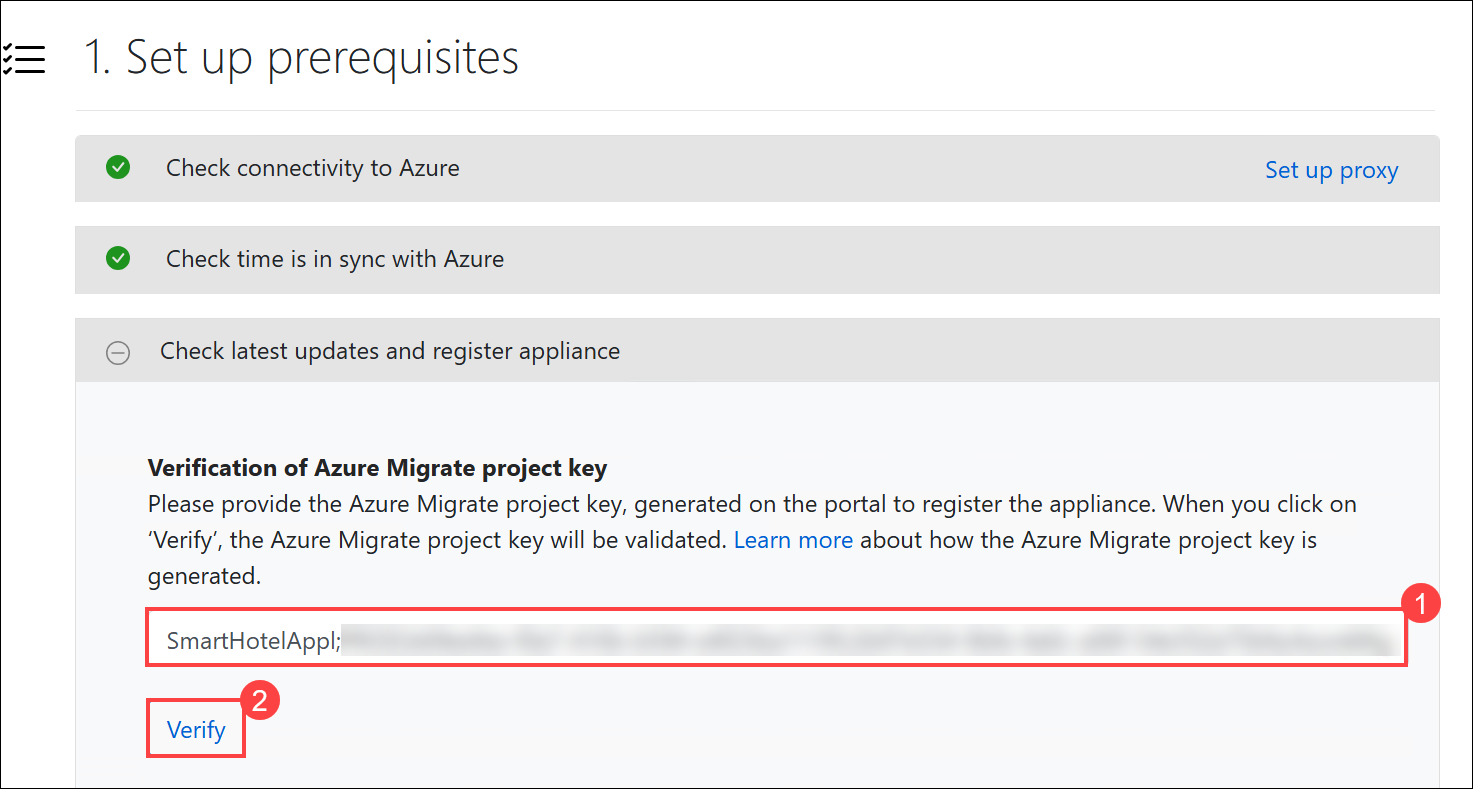 1. Set up prerequisites
Check connectivity to Azure
Set up proxy
Check time is in sync with Azure
Check latest updates and register appliance
Verification of Azure Migrate project key
Please provide the Azure Migrate project key, generated on the portal to register the appliance. When you click on
‘Verify’, the Azure Migrate project key will be validated. Learn more about how the Azure Migrate project key is
generated.
1
SmartHotelAppl;
2
Verify